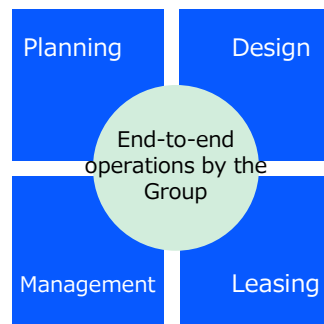 Planning
Design
End-to-end
operations by the
Group
Management
Leasing